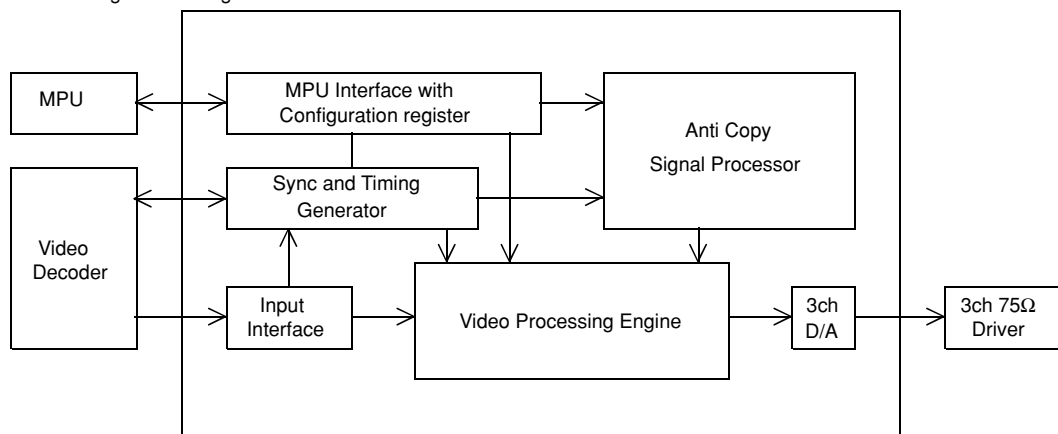 MPU
MPU Interface with
Configuration register
Anti Copy
Signal Processor
Sync and Timing
Generator
Video
Decoder
Input
Interface
Video Processing Engine
3ch
D/A
3ch 75Ω
Driver